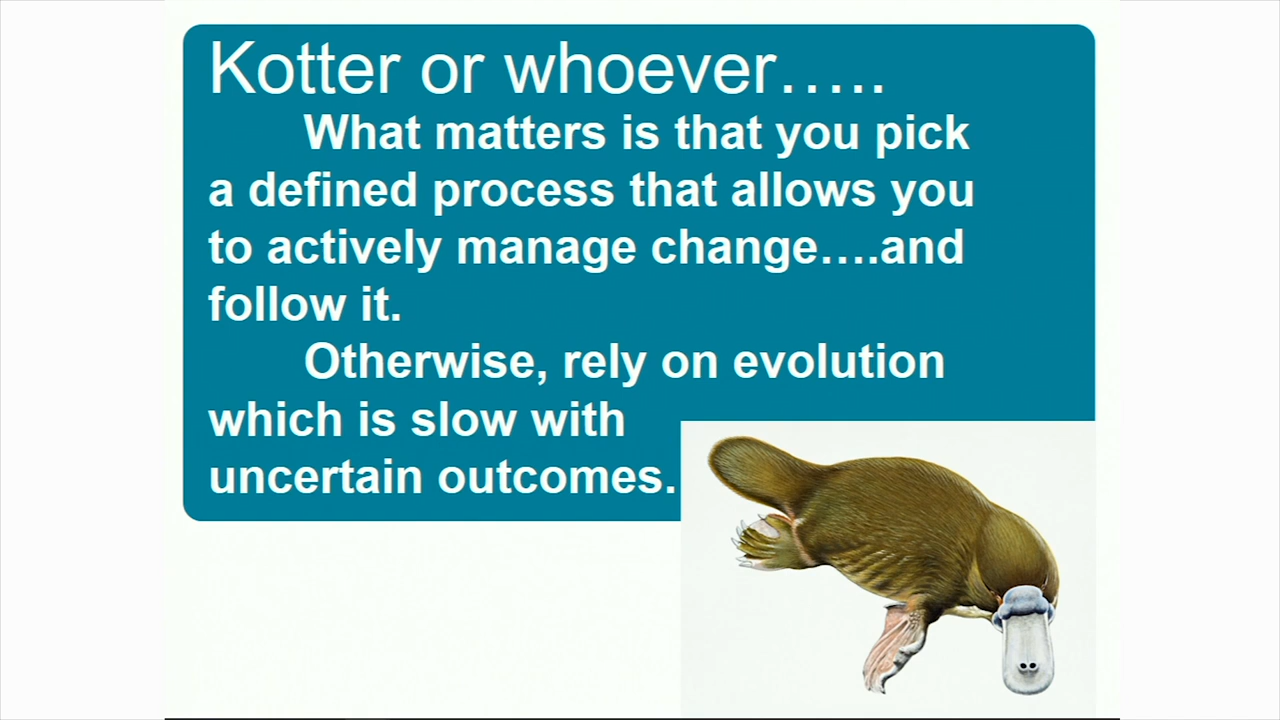 Kotter or whoever…..
What matters is that you pick
a defined process that allows you
to actively manage change….and
follow it.
Otherwise, rely on evolution
which is slow with
uncertain outcomes.